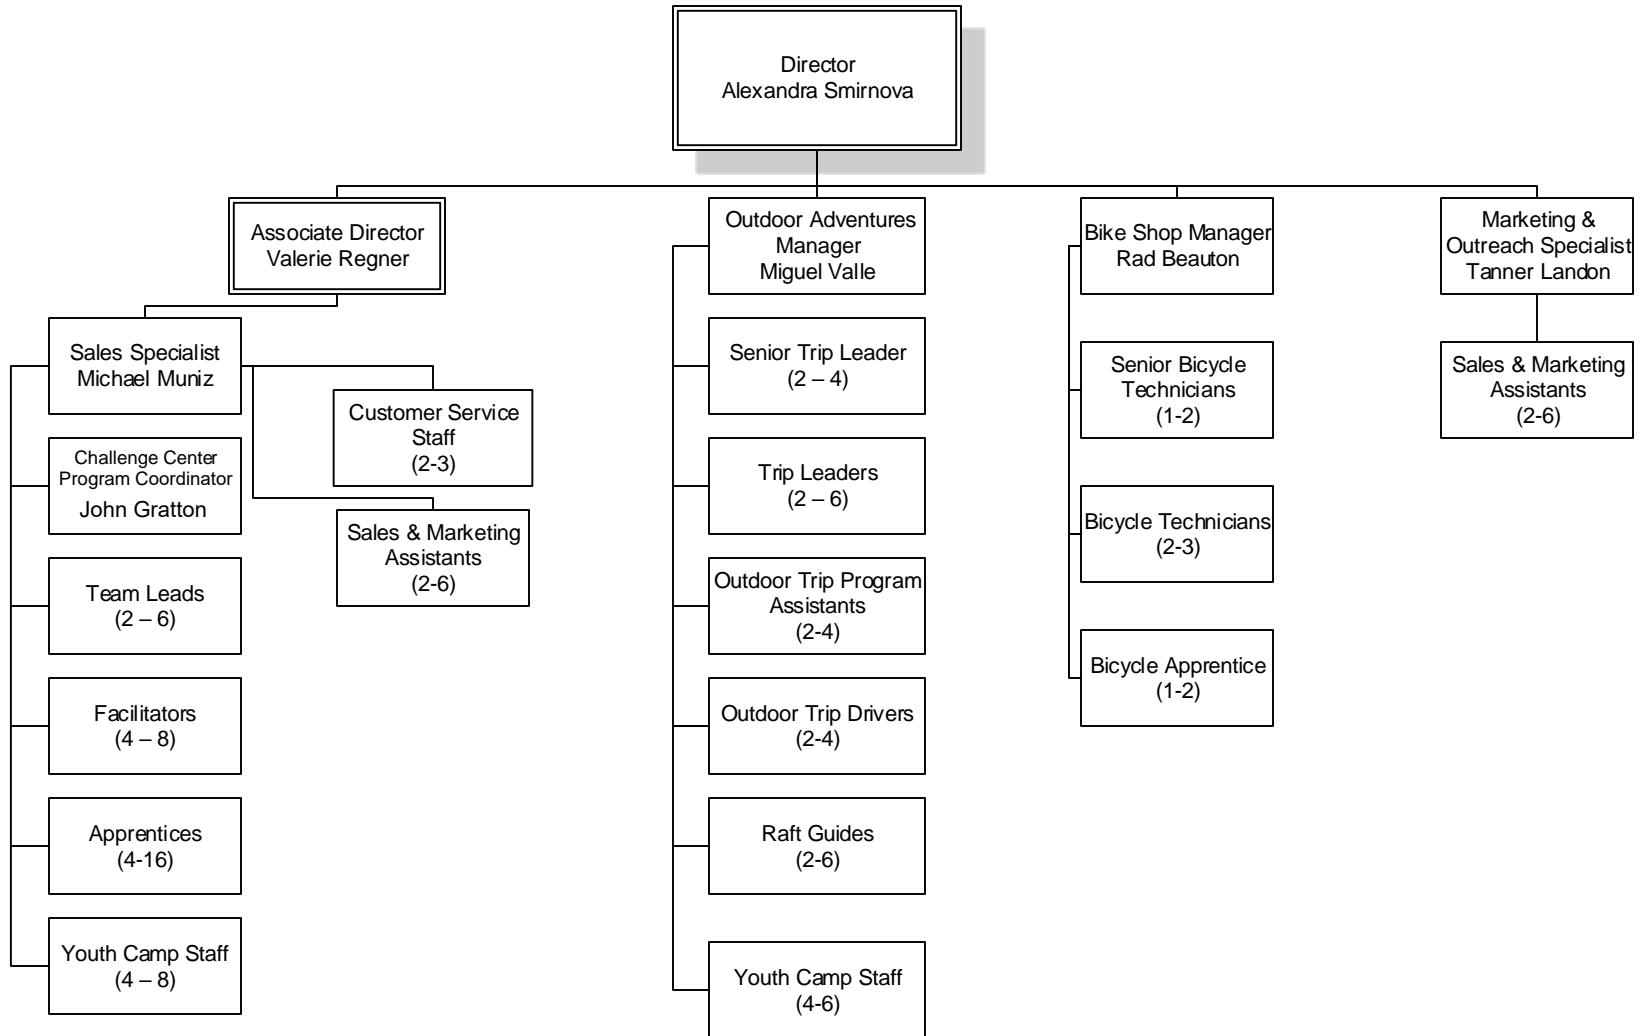 Director
Alexandra Smirnova
Associate Director
Valerie Regner
Sales Specialist
Michael Muniz
Customer Service
Staff
(2-3)
Sales & Marketing
Assistants
(2-6)
Challenge Center
Program Coordinator
John Gratton
Team Leads
(2 – 6)
Facilitators
(4 – 8)
Apprentices
(4-16)
Youth Camp Staff
(4 – 8)
Outdoor Adventures
Manager
Miguel Valle
Senior Trip Leader
(2 – 4)
Trip Leaders
(2 – 6)
Outdoor Trip Program
Assistants
(2-4)
Outdoor Trip Drivers
(2-4)
Raft Guides
(2-6)
Youth Camp Staff
(4-6)
Bike Shop Manager
Rad Beauton
Senior Bicycle
Technicians
(1-2)
Bicycle Technicians
(2-3)
Bicycle Apprentice
(1-2)
Marketing &
Outreach Specialist
Tanner Landon
Sales & Marketing
Assistants
(2-6)